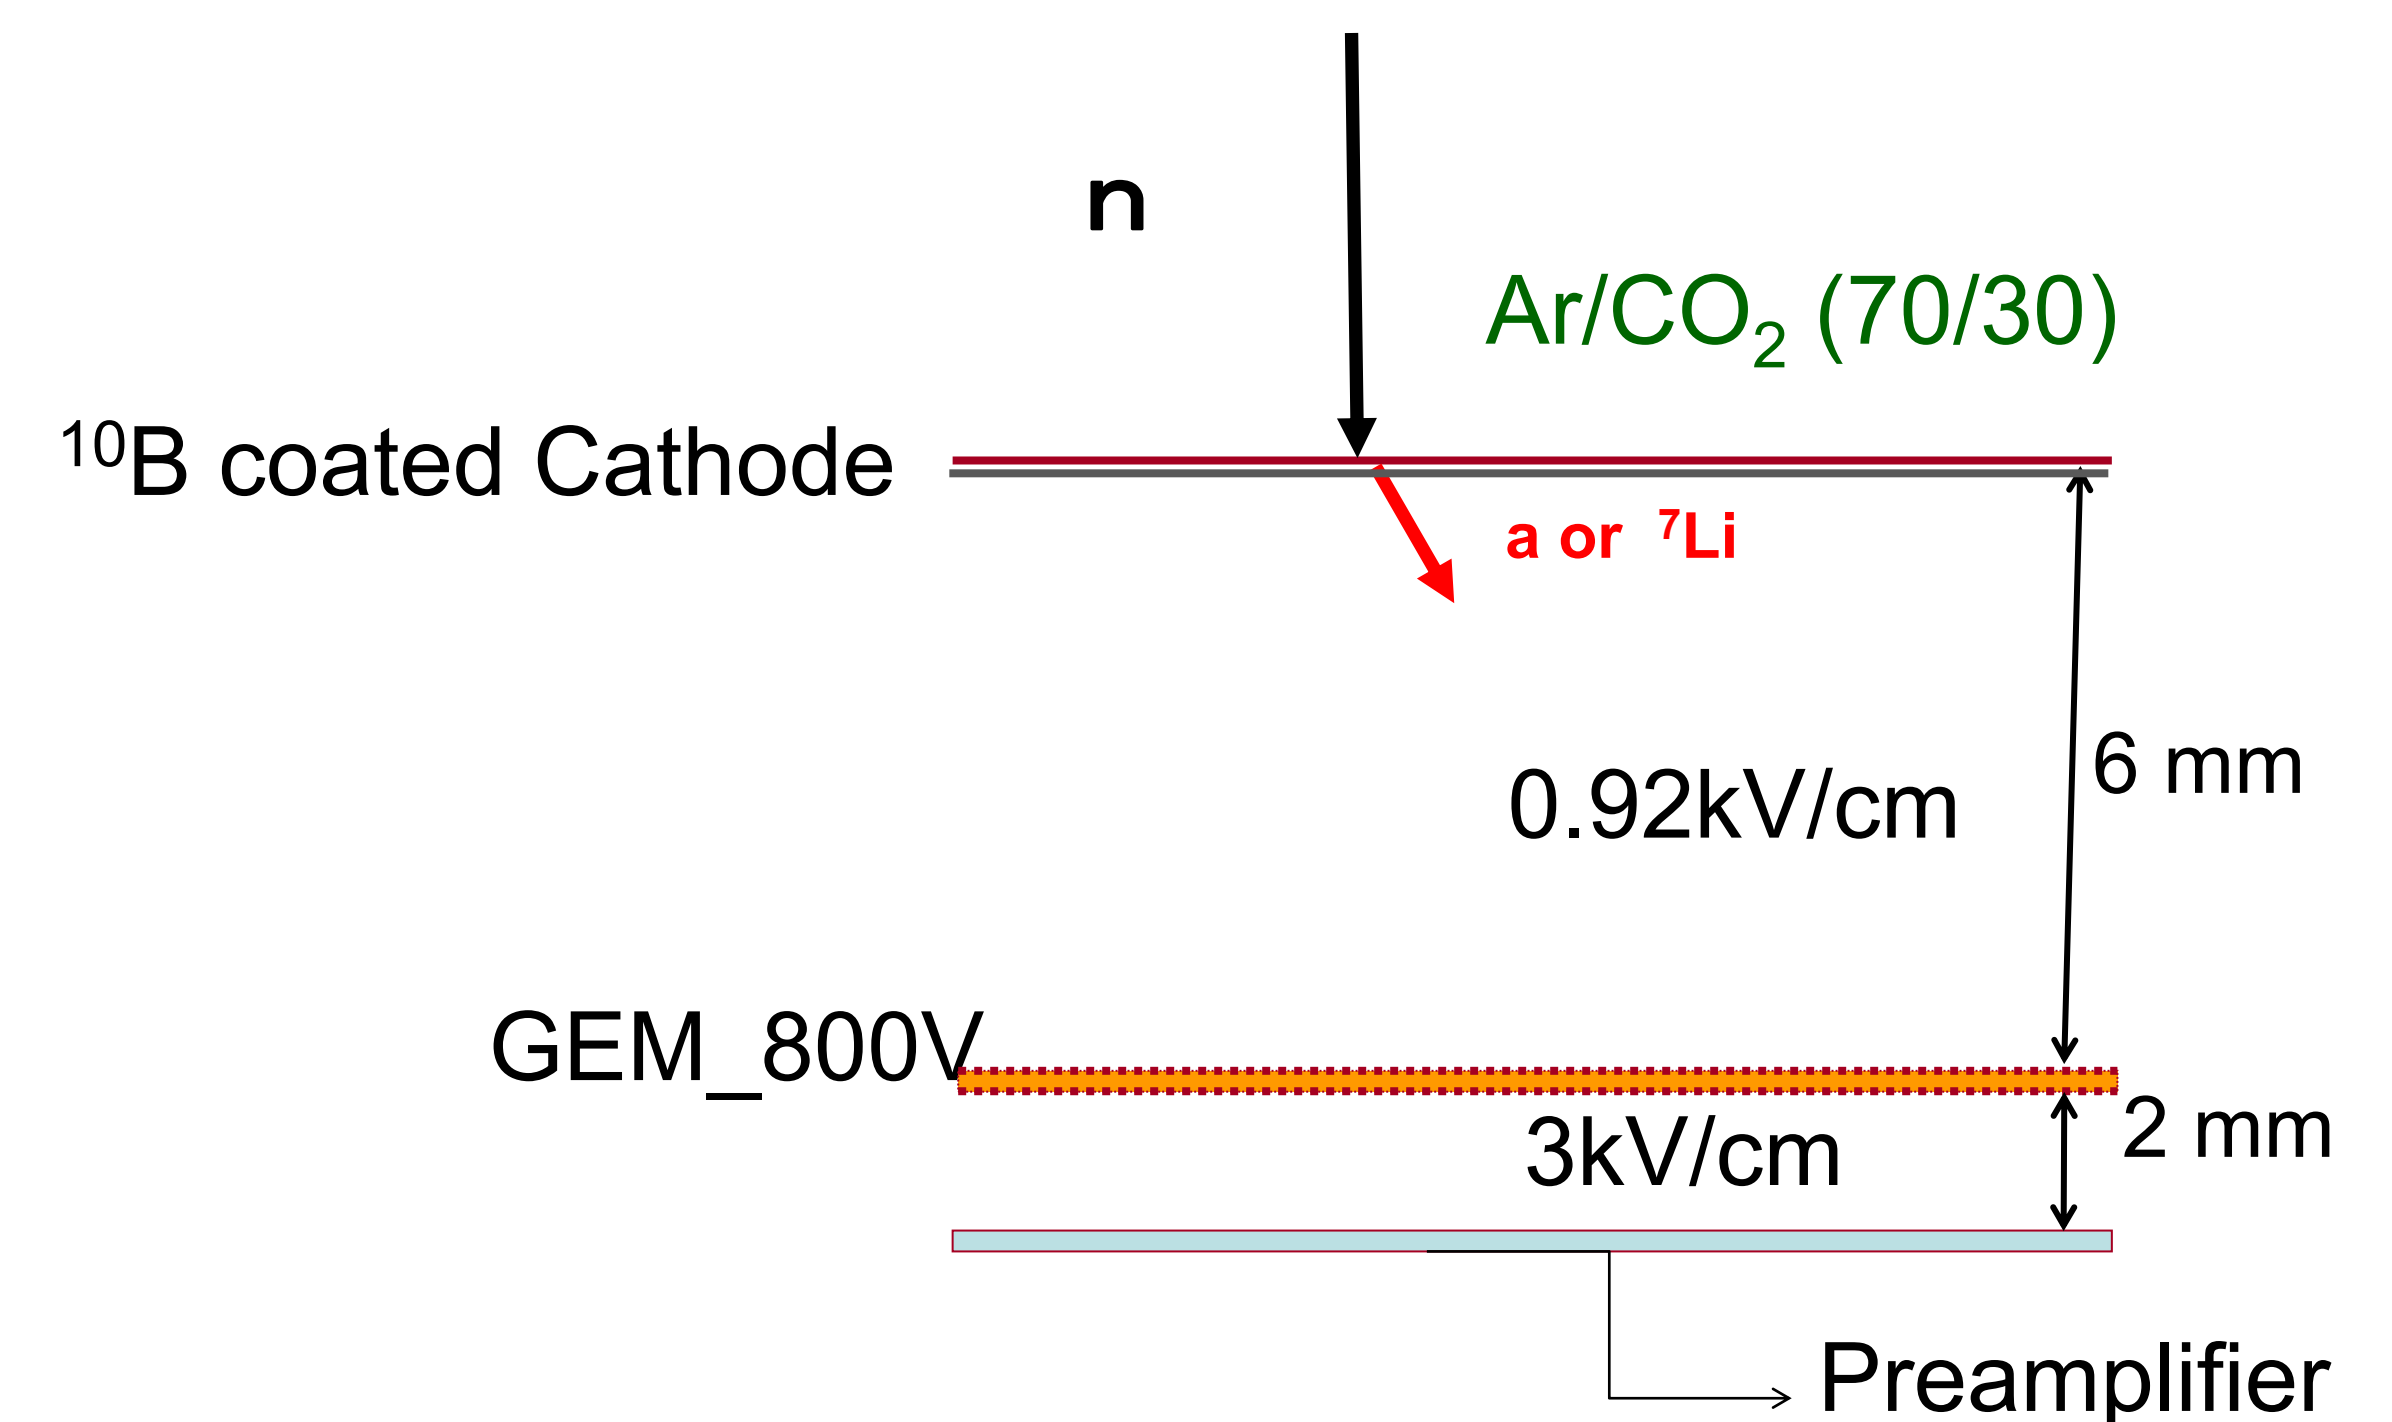 n
Ar/CO₂ (70/30)
¹⁰B coated Cathode
a or ⁷Li
6 mm
0.92kV/cm
GEM_800V
2 mm
3kV/cm
Preamplifier